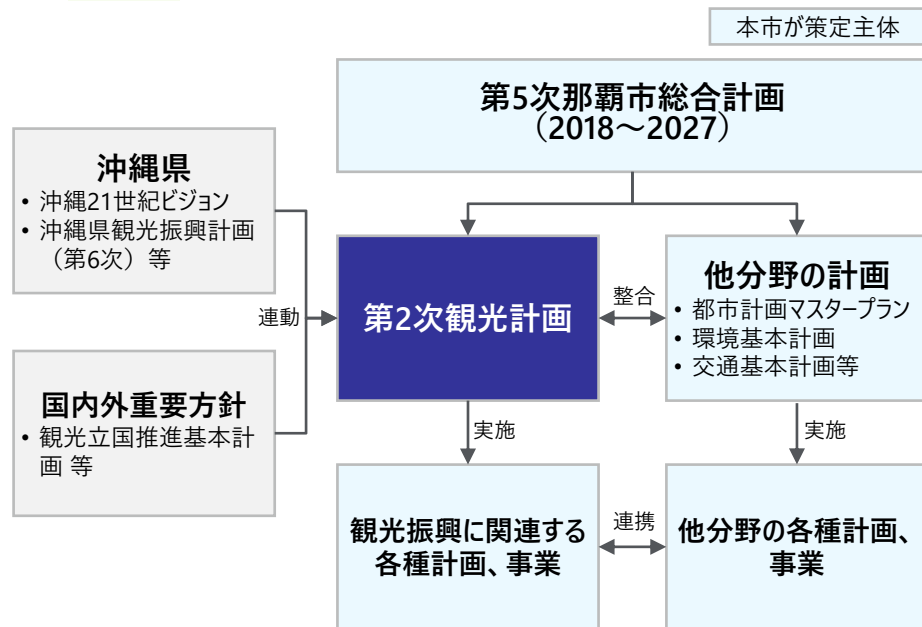 本市が策定主体
第5次那覇市総合計画
（2018～2027）
沖縄県
• 沖縄21世紀ビジョン
• 沖縄県観光振興計画
（第6次）等
連動
国内外重要方針
• 観光立国推進基本計
画 等
第2次観光計画
整合
他分野の計画
• 都市計画マスタープラン
• 環境基本計画
• 交通基本計画等
実施
実施
観光振興に関連する
各種計画、事業
連携
他分野の各種計画、
事業